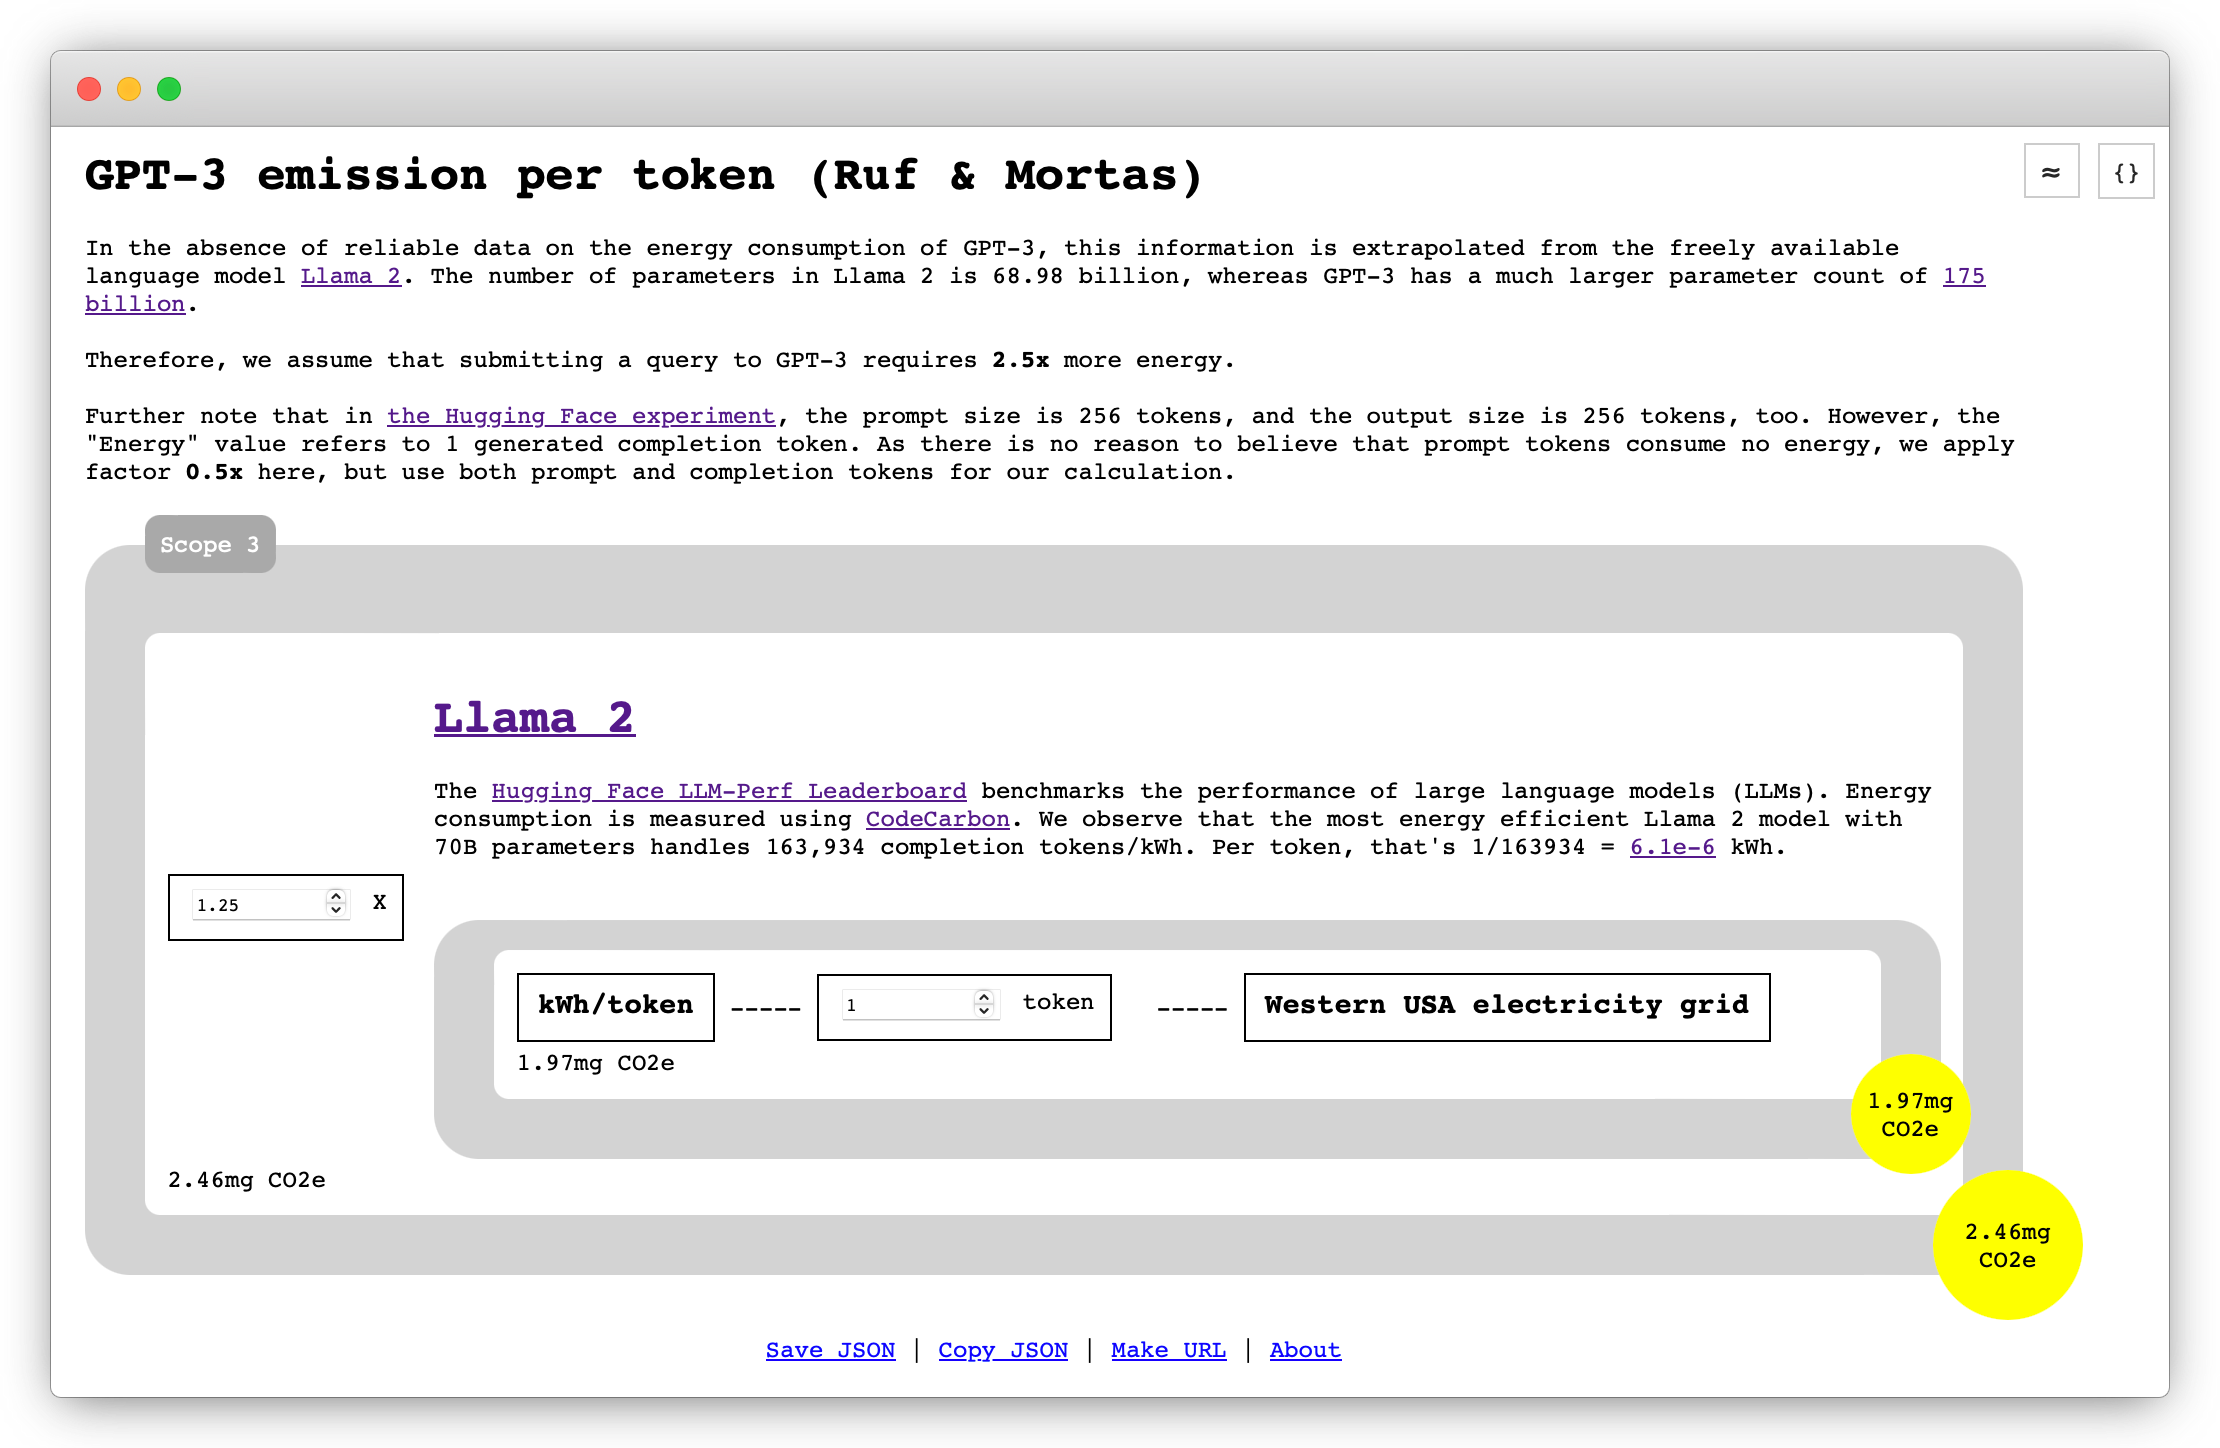 GPT-3 emission per token (Ruf & Mortas)
≈
{}
In the absence of reliable data on the energy consumption of GPT-3, this information is extrapolated from the freely available
language model Llama 2. The number of parameters in Llama 2 is 68.98 billion, whereas GPT-3 has a much larger parameter count of 175
billion.
Therefore, we assume that submitting a query to GPT-3 requires 2.5x more energy.
Further note that in the Hugging Face experiment, the prompt size is 256 tokens, and the output size is 256 tokens, too. However, the
"Energy" value refers to 1 generated completion token. As there is no reason to believe that prompt tokens consume no energy, we apply
factor 0.5x here, but use both prompt and completion tokens for our calculation.
Scope 3
Llama 2
The Hugging Face LLM-Perf Leaderboard benchmarks the performance of large language models (LLMs). Energy
consumption is measured using CodeCarbon. We observe that the most energy efficient Llama 2 model with
70B parameters handles 163,934 completion tokens/kWh. Per token, that's 1/163934 = 6.1e-6 kWh.
1.25 X
kWh/token ----- 1 token ----- Western USA electricity grid
1.97mg CO2e
1.97mg
CO2e
2.46mg CO2e
2.46mg
CO2e
Save JSON | Copy JSON | Make URL | About